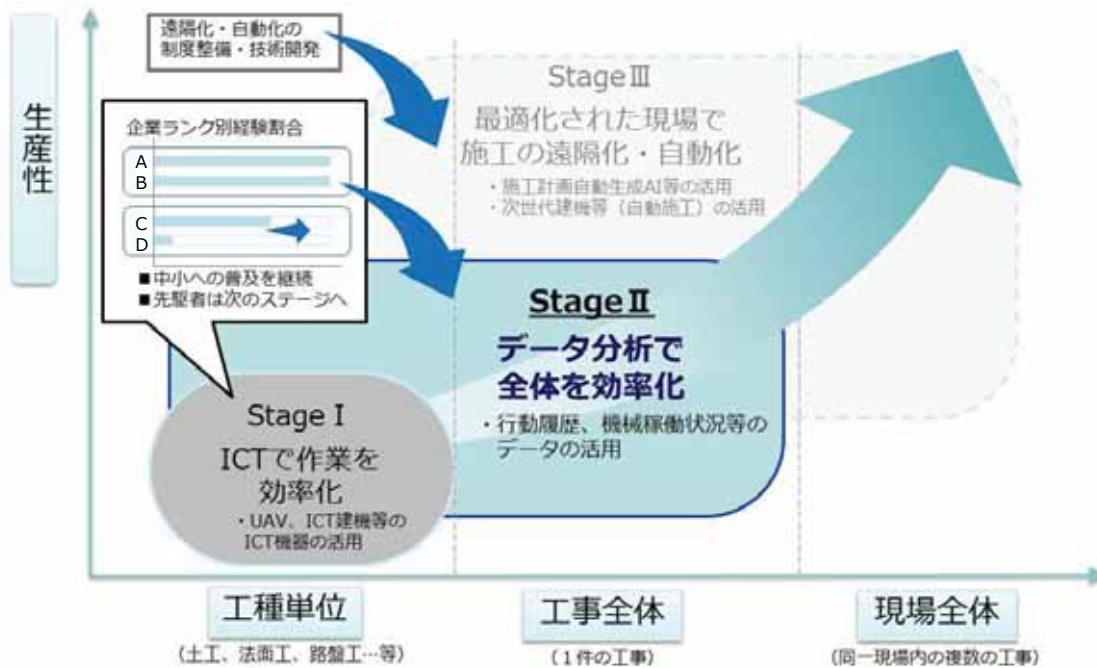 生産性
遠隔化・自動化の
制度整備・技術開発
企業ランク別経験割合
A
B
C
D
■中小への普及を継続
■先駆者は次のステージへ
StageⅢ
最適化された現場で
施工の遠隔化・自動化
・施工計画自動生成AI等の活用
・次世代建機等（自動施工）の活用
StageⅡ
データ分析で
全体を効率化
・行動履歴、機械稼働状況等の
データの活用
StageⅠ
ICTで作業を
効率化
・UAV、ICT建機等の
ICT機器の活用
工種単位
（土工、法面工、路盤工…等）
工事全体
（１件の工事）
現場全体
（同一現場内の複数の工事）